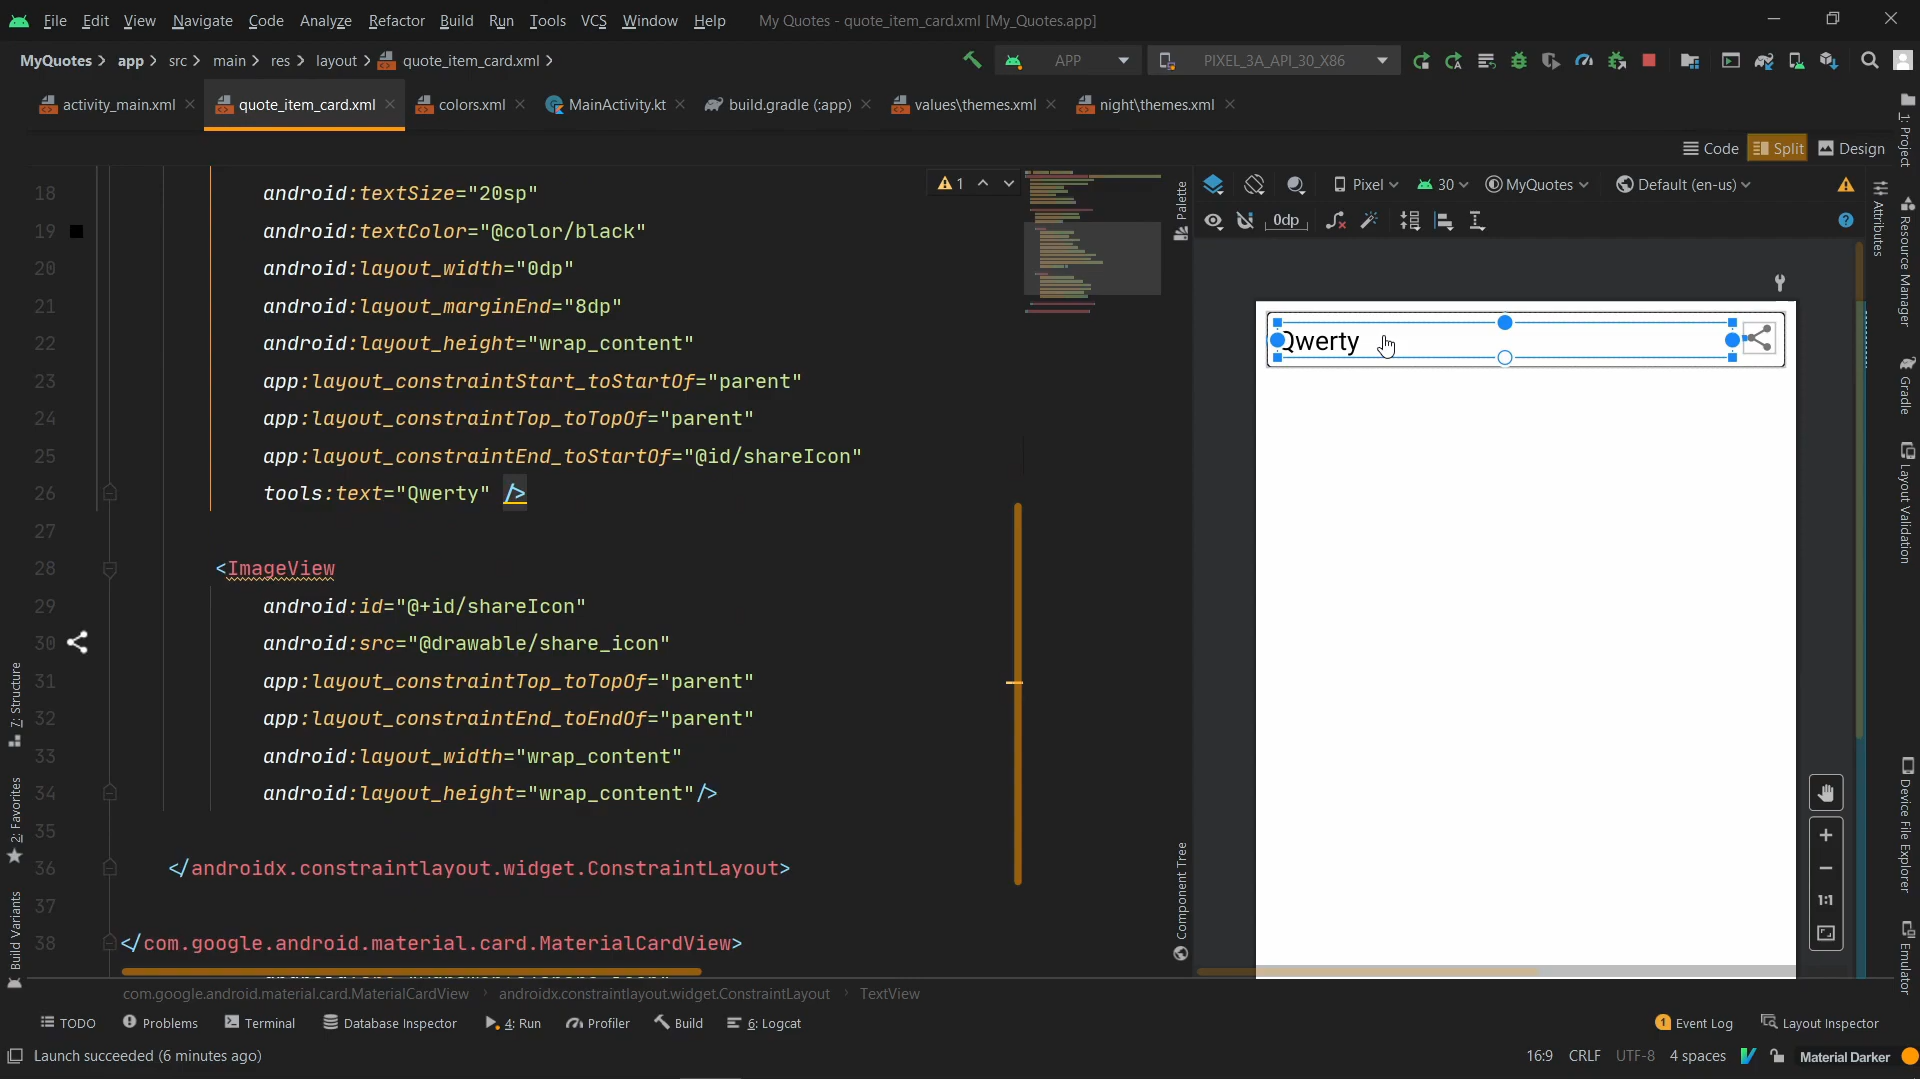 File Edit View Navigate Code Analyze Refactor Build Run Tools VCS Window Help My Quotes - quote_item_card.xml [My_Quotes.app]
MyQuotes app src main res layout quote_item_card.xml APP PIXEL_3A_API_30_X86
activity_main.xml quote_item_card.xml colors.xml MainActivity.kt build.gradle (:app) values\themes.xml night\themes.xml
Code Split Design
Pixel 30 MyQuotes Default (en-us)
0dp
1
18 android:textSize="20sp"
19 android:textColor="@color/black"
20 android:layout_width="0dp"
21 android:layout_marginEnd="8dp"
22 android:layout_height="wrap_content"
23 app:layout_constraintStart_toStartOf="parent"
24 app:layout_constraintTop_toTopOf="parent"
25 app:layout_constraintEnd_toStartOf="@id/shareIcon"
26 tools:text="Qwerty" />
27
28 <ImageView
29 android:id="@+id/shareIcon"
30 android:src="@drawable/share_icon"
31 app:layout_constraintTop_toTopOf="parent"
32 app:layout_constraintEnd_toEndOf="parent"
33 android:layout_width="wrap_content"
34 android:layout_height="wrap_content"/>
35
36 </androidx.constraintlayout.widget.ConstraintLayout>
37
38 </com.google.android.material.card.MaterialCardView>
Palette
Component Tree
Qwerty
1:1
Attributes
1: Project
Resource Manager
Gradle
Layout Validation
Device File Explorer
Emulator
7: Structure
2: Favorites
Build Variants
com.google.android.material.card.MaterialCardView androidx.constraintlayout.widget.ConstraintLayout TextView
TODO Problems Terminal Database Inspector 4: Run Profiler Build 6: Logcat 1 Event Log Layout Inspector
Launch succeeded (6 minutes ago) 16:9 CRLF UTF-8 4 spaces Material Darker